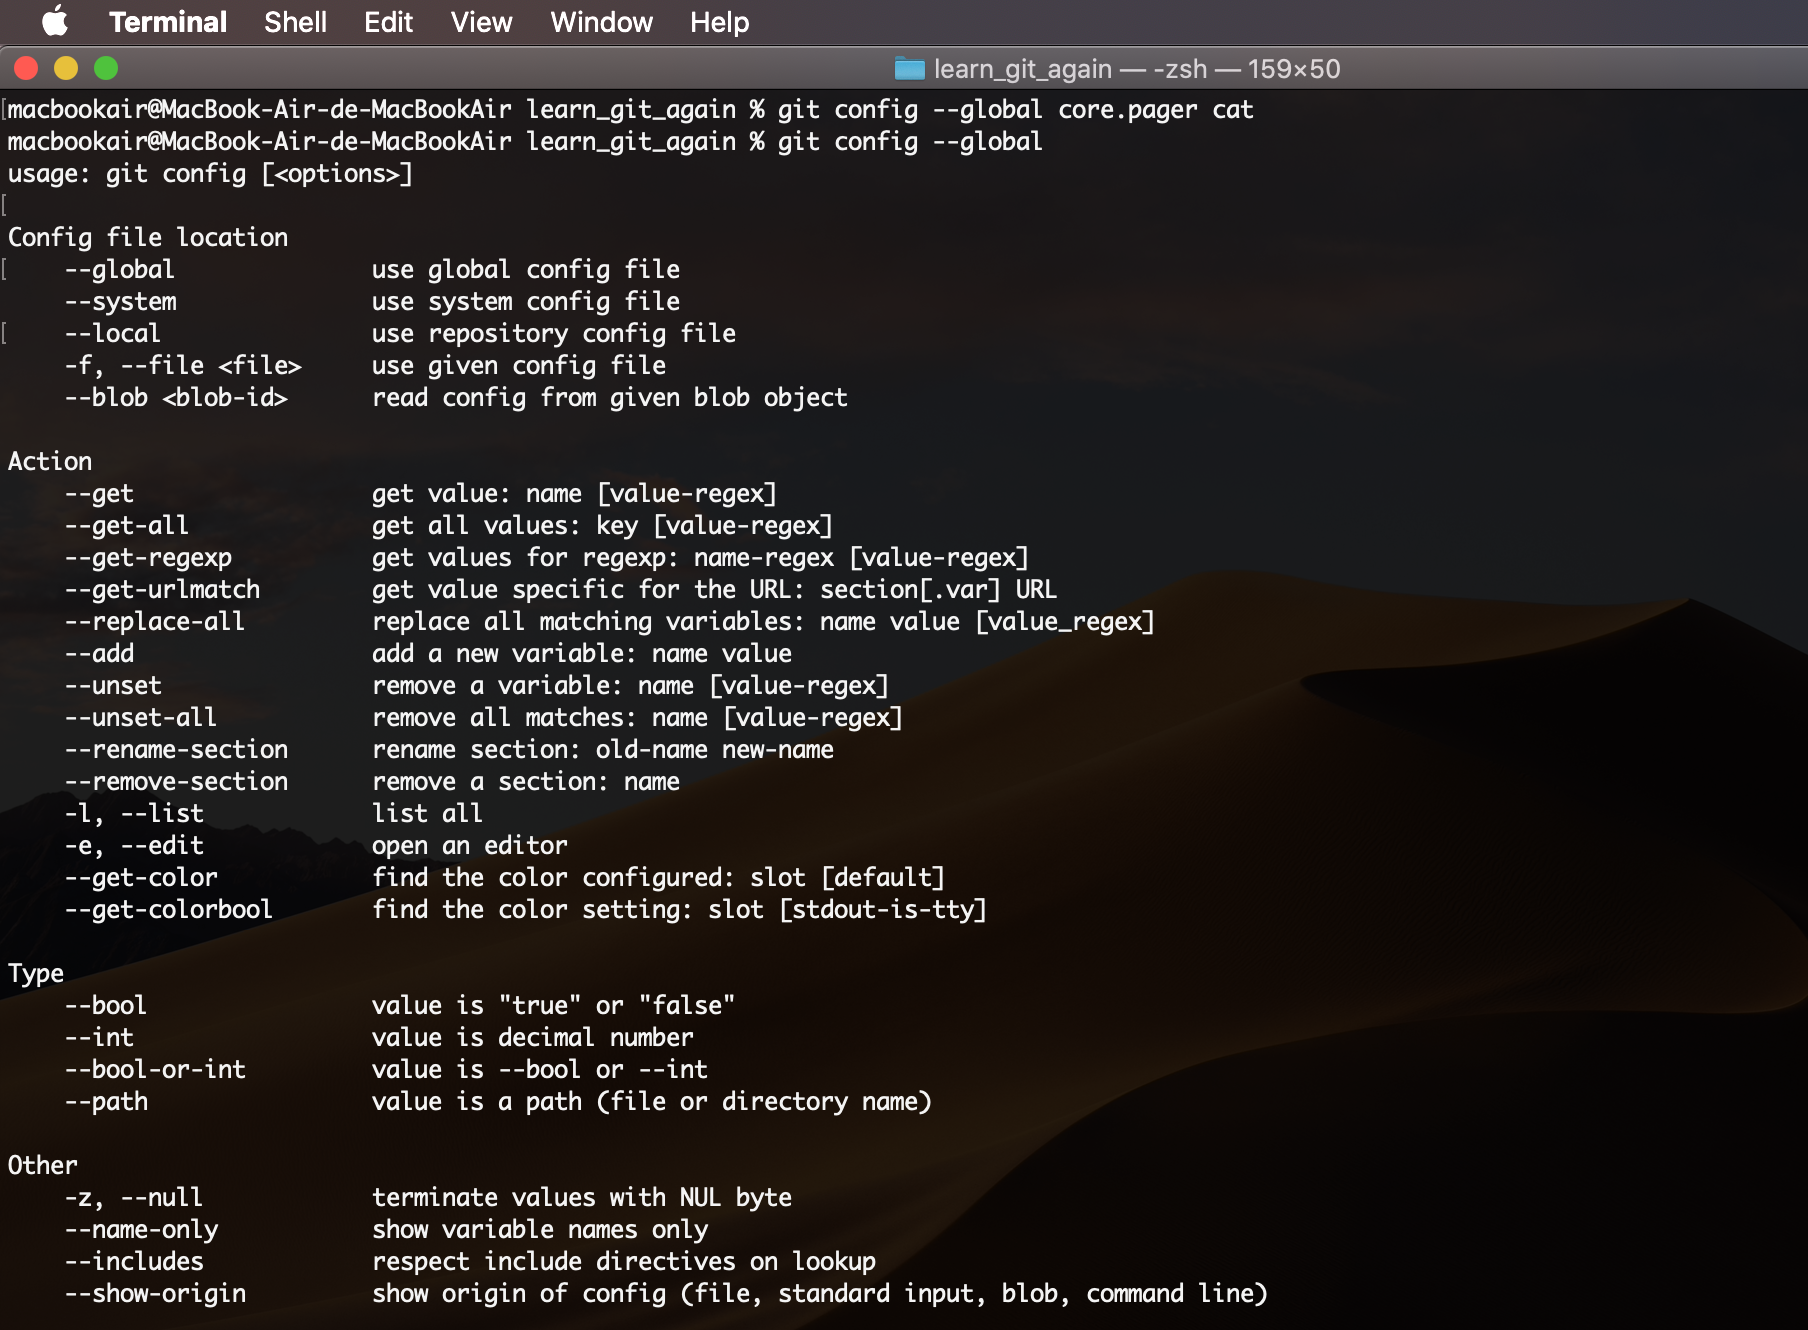 Terminal Shell Edit View Window Help
learn_git_again — -zsh — 159×50
[macbookair@MacBook-Air-de-MacBookAir learn_git_again % git config --global core.pager cat
macbookair@MacBook-Air-de-MacBookAir learn_git_again % git config --global
usage: git config [<options>]
[
Config file location
[    --global              use global config file
    --system              use system config file
[    --local               use repository config file
    -f, --file <file>     use given config file
    --blob <blob-id>      read config from given blob object
Action
    --get                 get value: name [value-regex]
    --get-all             get all values: key [value-regex]
    --get-regexp          get values for regexp: name-regex [value-regex]
    --get-urlmatch        get value specific for the URL: section[.var] URL
    --replace-all         replace all matching variables: name value [value_regex]
    --add                 add a new variable: name value
    --unset               remove a variable: name [value-regex]
    --unset-all           remove all matches: name [value-regex]
    --rename-section      rename section: old-name new-name
    --remove-section      remove a section: name
    -l, --list            list all
    -e, --edit            open an editor
    --get-color           find the color configured: slot [default]
    --get-colorbool       find the color setting: slot [stdout-is-tty]
Type
    --bool                value is "true" or "false"
    --int                 value is decimal number
    --bool-or-int         value is --bool or --int
    --path                value is a path (file or directory name)
Other
    -z, --null            terminate values with NUL byte
    --name-only           show variable names only
    --includes            respect include directives on lookup
    --show-origin         show origin of config (file, standard input, blob, command line)